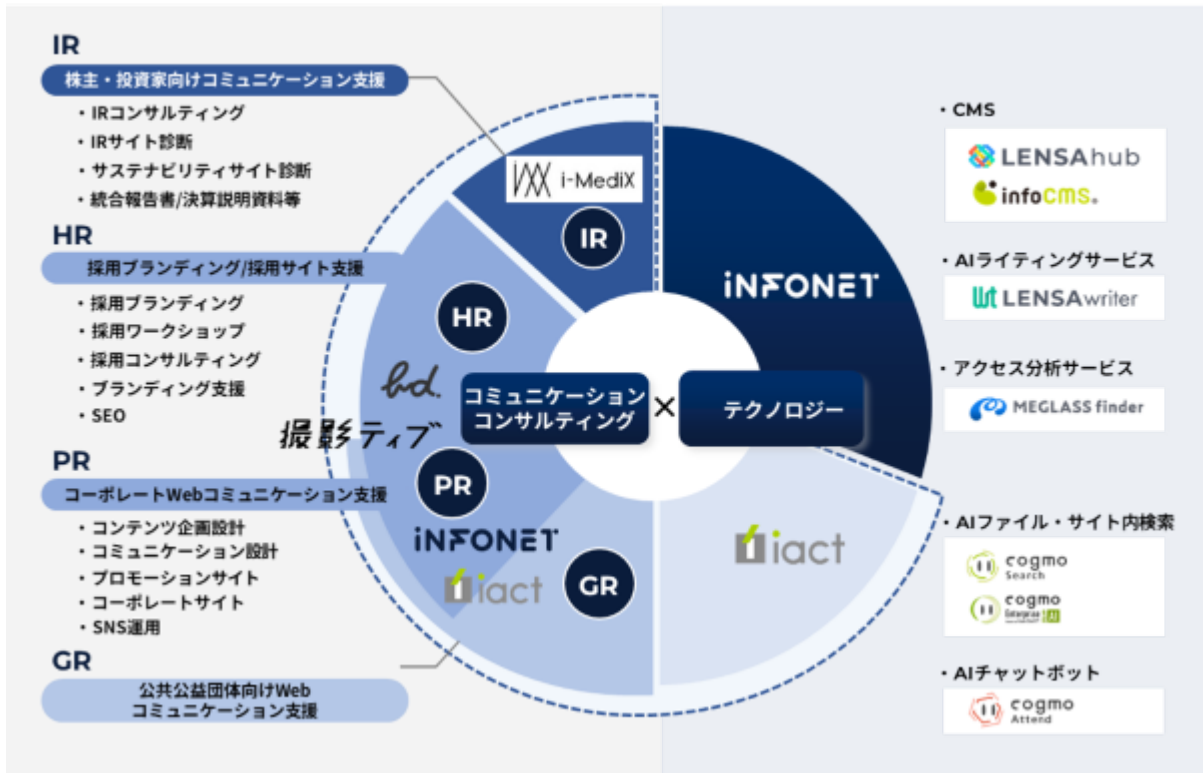 IR
株主・投資家向けコミュニケーション支援
・IRコンサルティング
・IRサイト診断
・サステナビリティサイト診断
・統合報告書/決算説明資料等
HR
採用ブランディング/採用サイト支援
・採用ブランディング
・採用ワークショップ
・採用コンサルティング
・ブランディング支援
・SEO
PR
コーポレートWebコミュニケーション支援
・コンテンツ企画設計
・コミュニケーション設計
・プロモーションサイト
・コーポレートサイト
・SNS運用
GR
公共公益団体向けWeb
コミュニケーション支援
i-MediX
IR
HR
bd.
撮影ティブ
PR
iNFONET
iact
GR
コミュニケーション
コンサルティング
×
テクノロジー
iNFONET
iact
・CMS
LENSAhub
infoCMS®
・AIライティングサービス
LENSAwriter
・アクセス分析サービス
MEGLASS finder
・AIファイル・サイト内検索
cogmo
Search
cogmo
Enterprise
AI
・AIチャットボット
cogmo
Attend